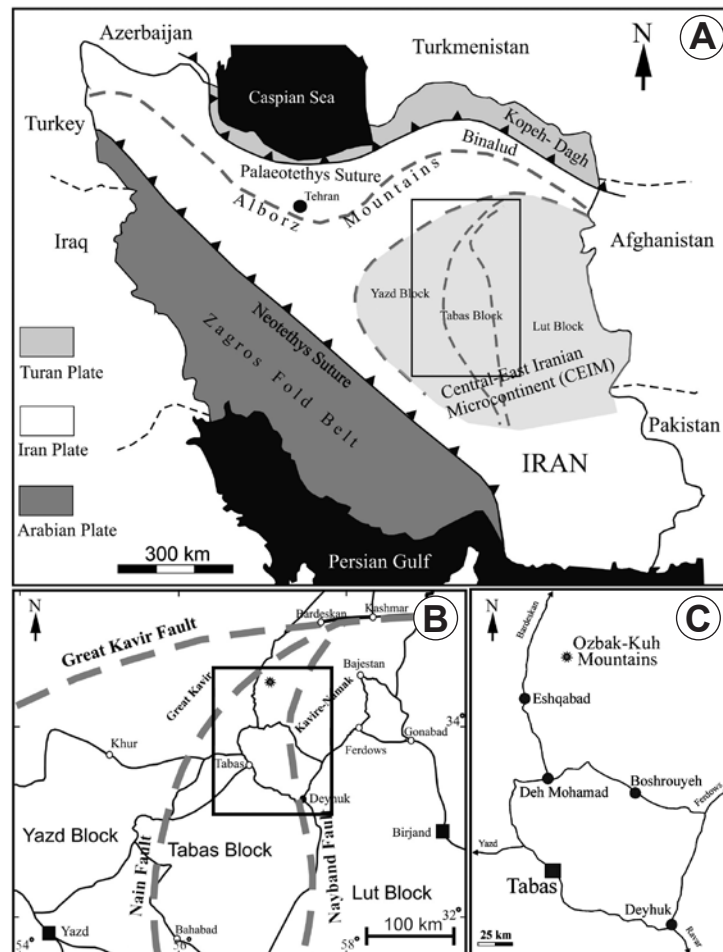 A
N
Azerbaijan
Turkmenistan
Caspian Sea
Kopeh- Dagh
Turkey
Binalud
Palaeotethys Suture
Tehran
Alborz Mountains
Iraq
Afghanistan
Yazd Block
Tabas Block
Lut Block
Neotethys Suture
Zagros Fold Belt
Central-East Iranian
Microcontinent (CEIM)
Turan Plate
Iran Plate
Arabian Plate
Pakistan
IRAN
300 km
Persian Gulf
N
B
Bardeskan
Kashmar
Great Kavir Fault
Great Kavir
Kavire-Namak
Bajestan
34°
Khur
Tabas
Ferdows
Gonabad
Deyhuk
Birjand
Yazd Block
Tabas Block
Nain Fault
Nayband Fault
Lut Block
100 km
32°
Yazd
Bahabad
54°
56°
58°
N
C
Bardeskan
Ozbak-Kuh
Mountains
Eshqabad
Deh Mohamad
Boshrouyeh
Ferdows
Yazd
Tabas
Deyhuk
Ravar
25 km